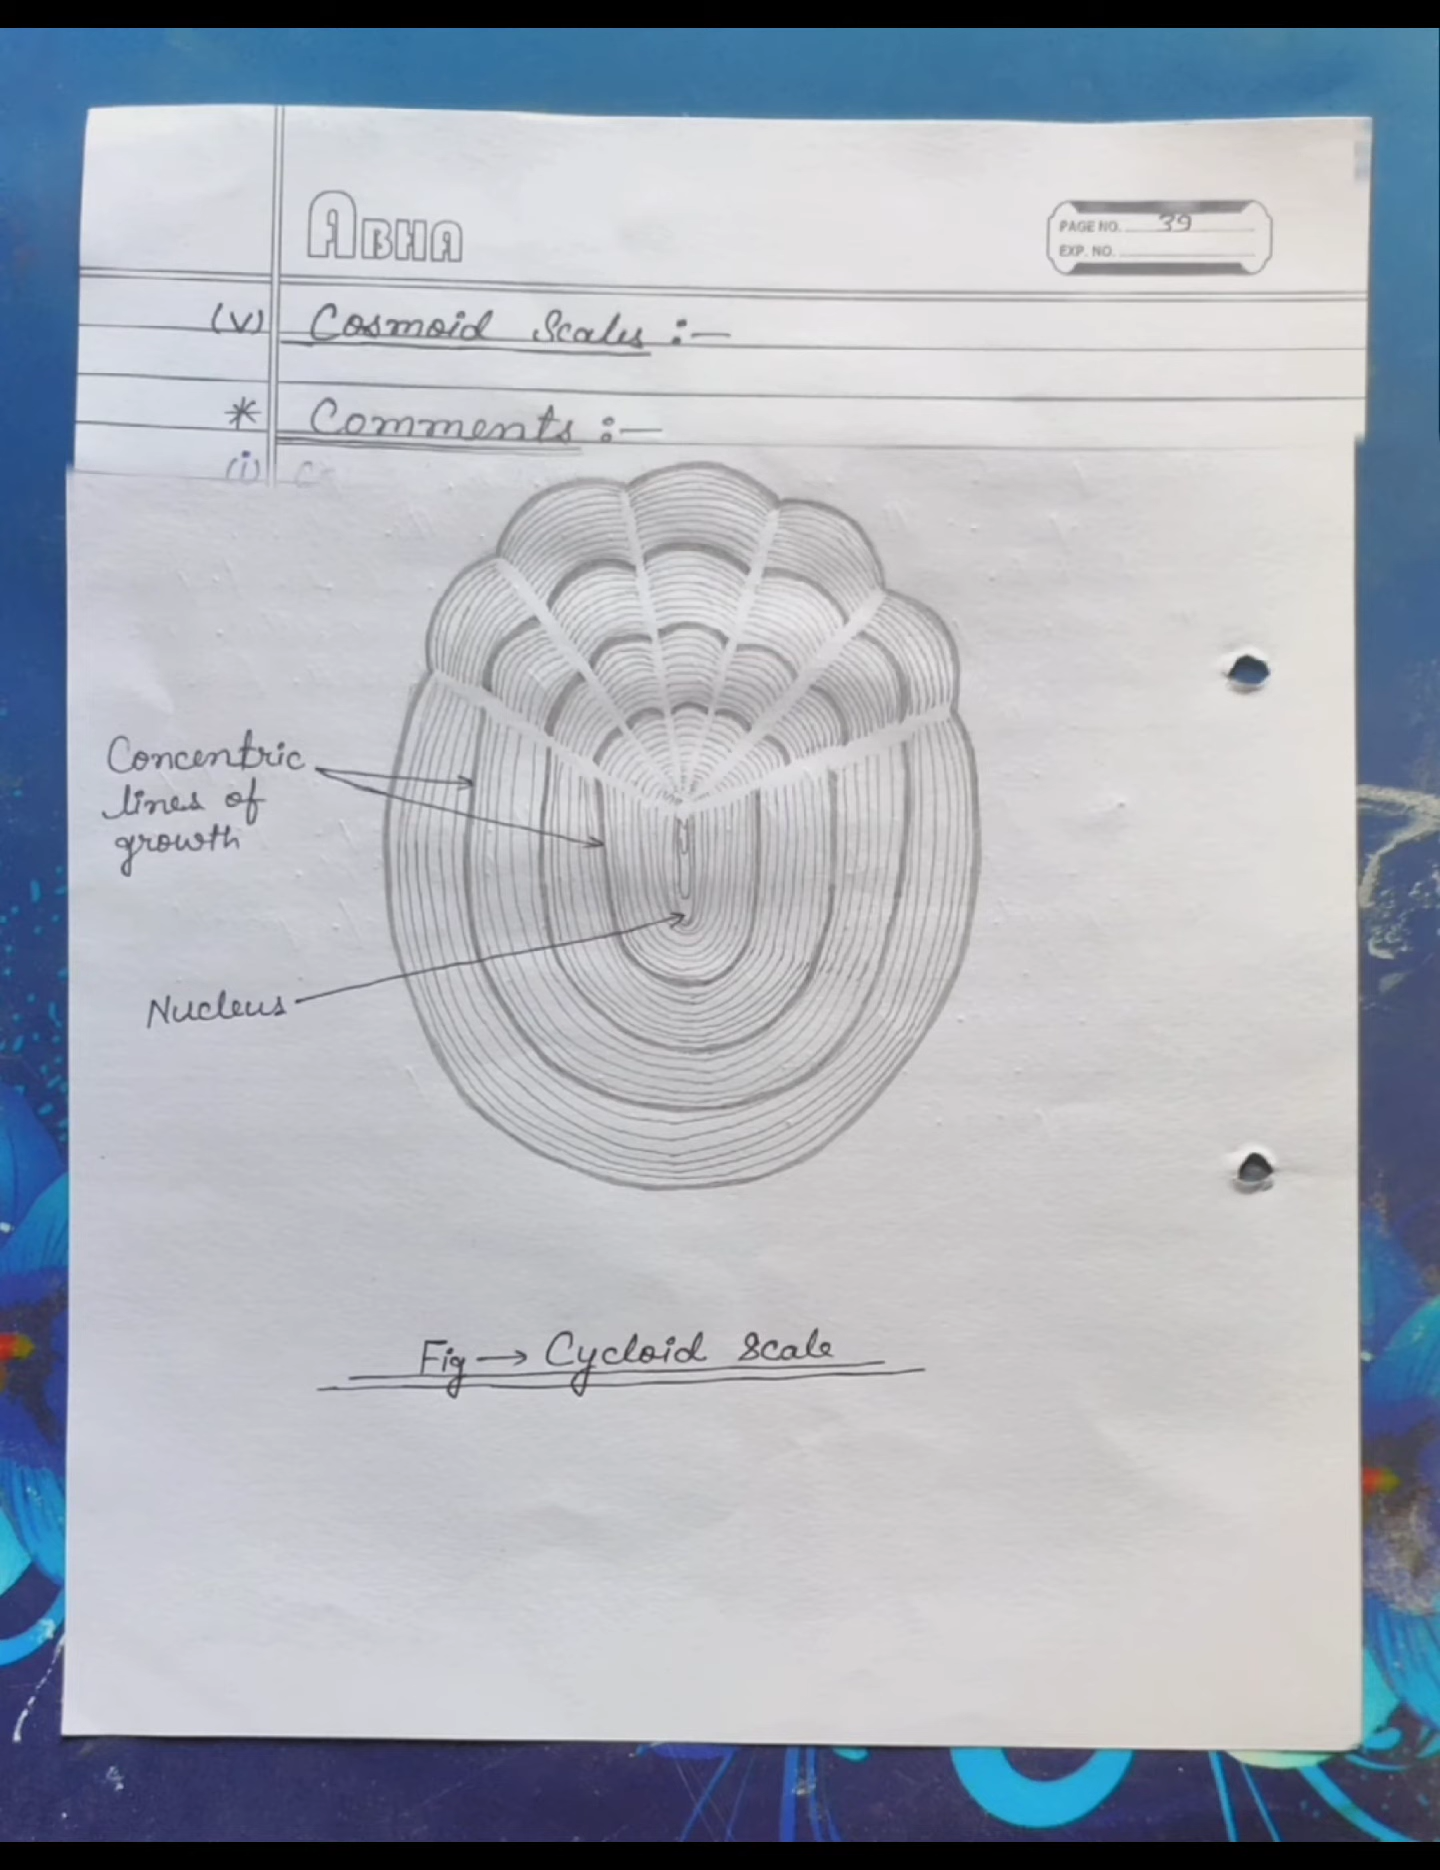 ABHA
PAGE NO. 39
EXP. NO.
(v) Cosmoid Scales :-
* Comments :-
(i)
Concentric
lines of
growth
Nucleus
Fig → Cycloid Scale